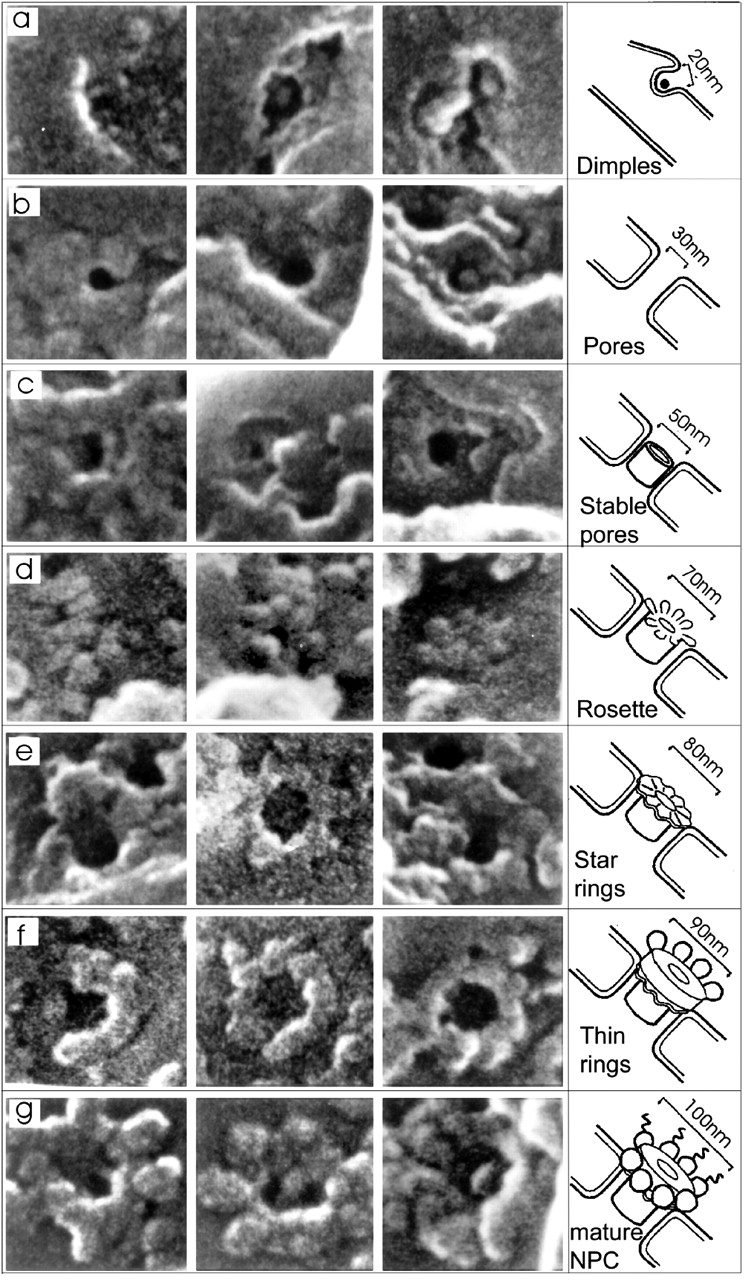 a
20nm
Dimples
b
30nm
Pores
c
50nm
Stable
pores
d
70nm
Rosette
e
80nm
Star
rings
f
90nm
Thin
rings
g
100nm
mature
NPC